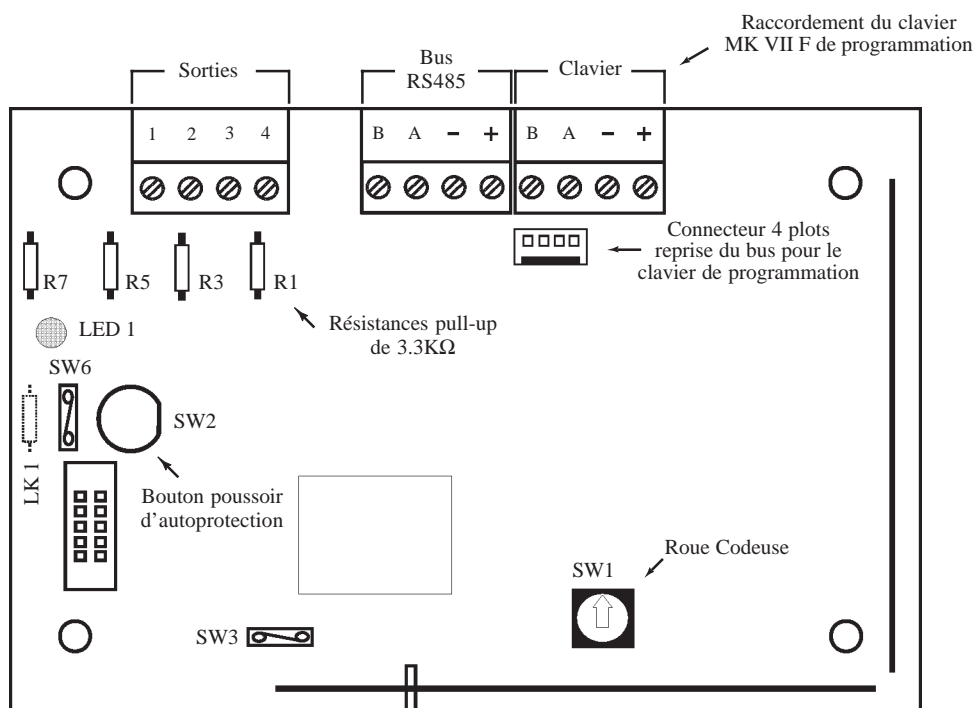 Raccordement du clavier
MK VII F de programmation
Sorties
Bus
RS485
Clavier
1 2 3 4
B A - +
B A - +
Connecteur 4 plots
reprise du bus pour le
clavier de programmation
R7 R5 R3 R1
LED 1
Résistances pull-up
de 3.3KΩ
SW6
SW2
LK 1
Bouton poussoir
d'autoprotection
Roue Codeuse
SW1
SW3